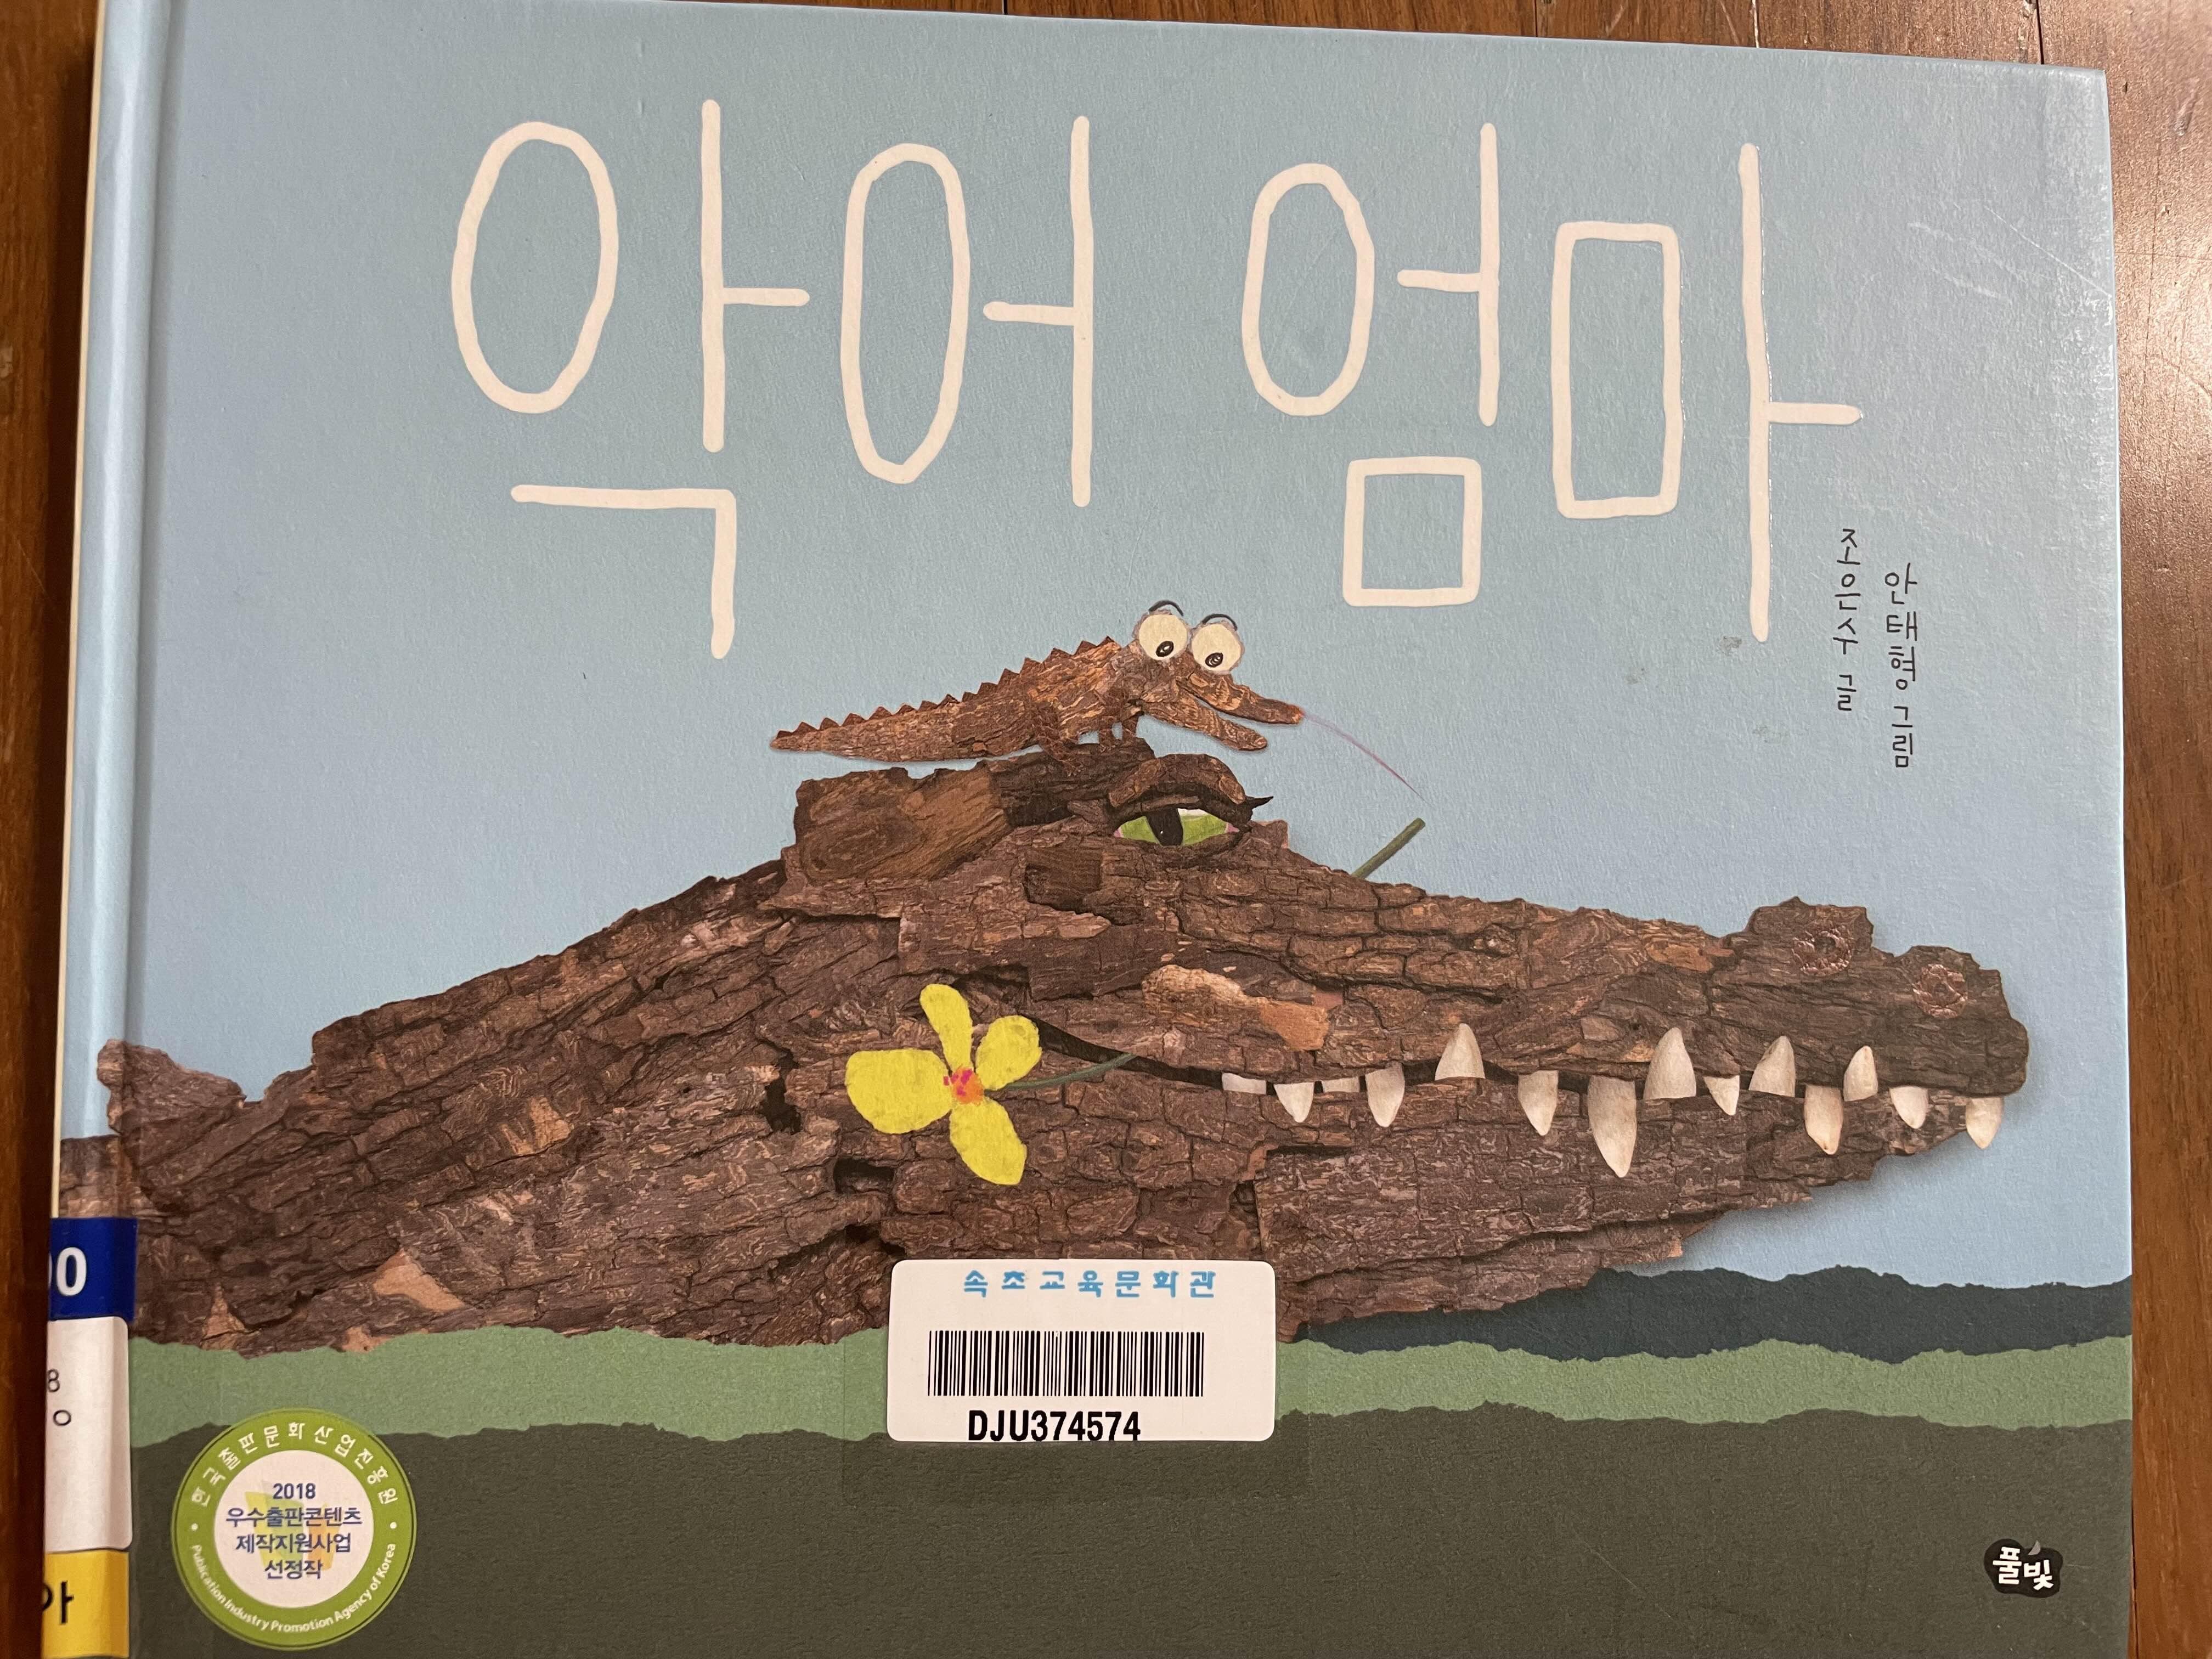 악어 엄마
조은수 글
안태형 그림
속초교육문화관
DJU374574
00
8
ㅇ
아
한국출판문화산업진흥원
2018
우수출판콘텐츠
제작지원사업
선정작
Publication Industry Promotion Agency of Korea
풀빛